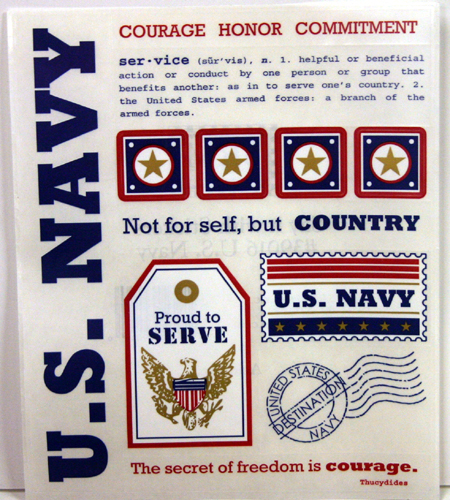 U.S. NAVY
COURAGE HONOR COMMITMENT
ser·vice (sûr'vis), n. 1. helpful or beneficial
action or conduct by one person or group that
benefits another: as in to serve one's country. 2.
the United States armed forces: a branch of the
armed forces.
Not for self, but COUNTRY
Proud to
SERVE
U.S. NAVY
UNITED STATES
DESTINATION
NAVY
The secret of freedom is courage.
Thucydides